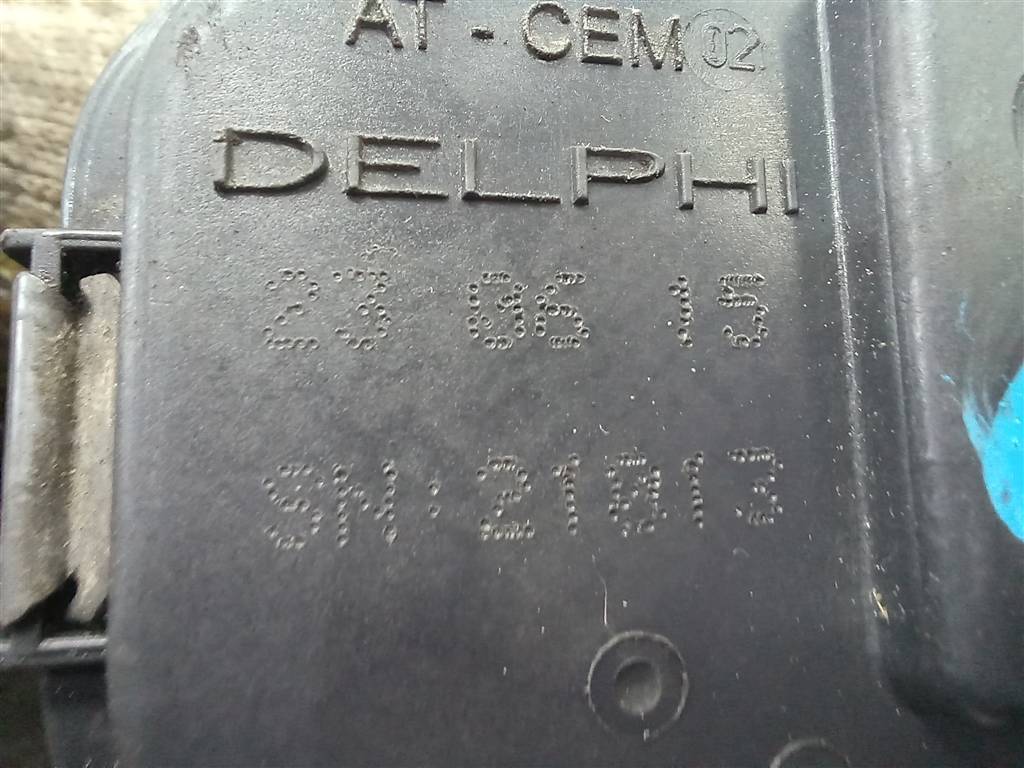 AT - CEM 02
DELPHI
23 06 15
SN: 21813